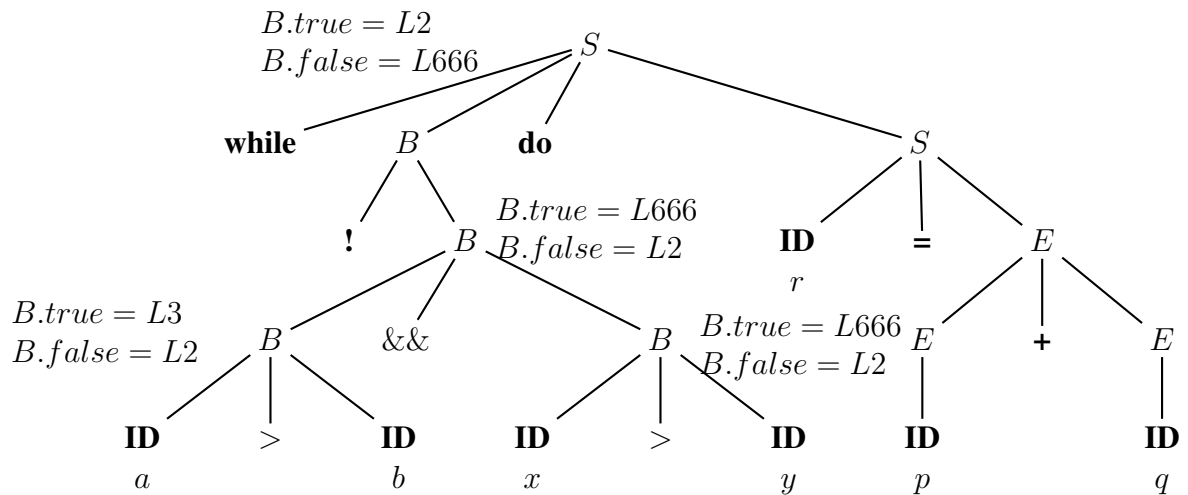 B.true = L2
B.false = L666
S
while B do S
! B B.true = L666
B.false = L2
ID = E
r
B.true = L3
B.false = L2
B && B B.true = L666
B.false = L2
E + E
ID > ID ID > ID ID ID
a b x y p q